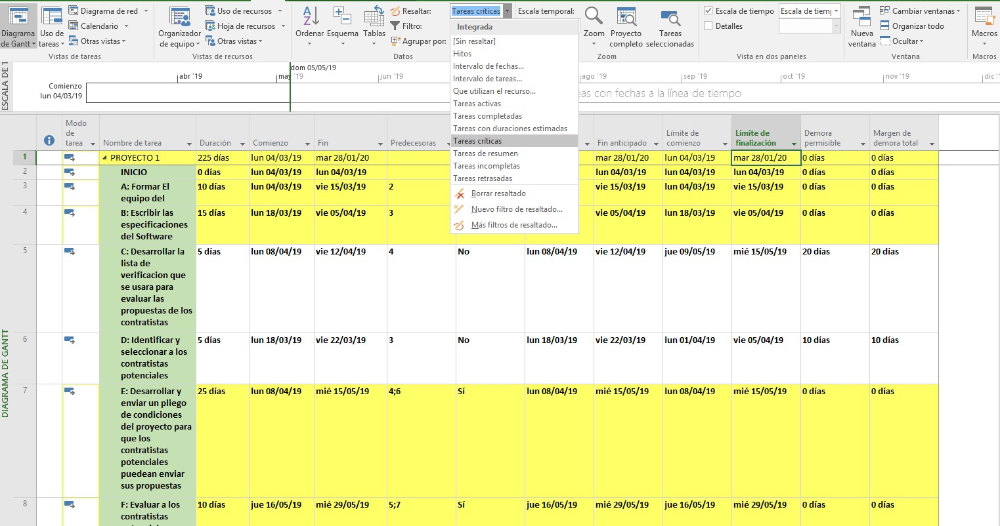 Diagrama de Gantt
Uso de tareas
Diagrama de red
Calendario
Otras vistas
Vistas de tareas
Organizador de equipo
Uso de recursos
Hoja de recursos
Otras vistas
Vistas de recursos
Ordenar
Esquema
Tablas
Resaltar:
Filtro:
Agrupar por:
Datos
Tareas críticas
Escala temporal:
Integrada
[Sin resaltar]
Hitos
Intervalo de fechas...
Intervalo de tareas...
Que utilizan el recurso...
Tareas activas
Tareas completadas
Tareas con duraciones estimadas
Tareas críticas
Tareas de resumen
Tareas incompletas
Tareas retrasadas
Borrar resaltado
Nuevo filtro de resaltado...
Más filtros de resaltado...
Zoom
Proyecto completo
Tareas seleccionadas
Zoom
Escala de tiempo
Escala de tiem
Detalles
Vista en dos paneles
Nueva ventana
Cambiar ventanas
Organizar todo
Ocultar
Ventana
Macros
Macros
ESCALA DE T
dom 05/05/19
abr '19
may '19
jun '19
ago '19
sep '19
oct '19
nov '19
dic '
Comienzo
lun 04/03/19
eas con fechas a la línea de tiempo
DIAGRAMA DE GANTT
Modo de tarea
Nombre de tarea
Duración
Comienzo
Fin
Predecesoras
Fin anticipado
Límite de comienzo
Límite de finalización
Demora permisible
Margen de demora total
1 PROYECTO 1 225 días lun 04/03/19 mar 28/01/20 mar 28/01/20 lun 04/03/19 mar 28/01/20 0 días 0 días
2 INICIO 0 días lun 04/03/19 lun 04/03/19 lun 04/03/19 lun 04/03/19 lun 04/03/19 0 días 0 días
3 A: Formar El 10 días lun 04/03/19 vie 15/03/19 2 vie 15/03/19 lun 04/03/19 vie 15/03/19 0 días 0 días
equipo del
4 B: Escribir las 15 días lun 18/03/19 vie 05/04/19 3 vie 05/04/19 lun 18/03/19 vie 05/04/19 0 días 0 días
especificaciones
del Software
5 C: Desarrollar la 5 días lun 08/04/19 vie 12/04/19 4 No lun 08/04/19 vie 12/04/19 jue 09/05/19 mié 15/05/19 20 días 20 días
lista de
verificacion que
se usara para
evaluar las
propuestas de los
contratistas
6 D: Identificar y 5 días lun 18/03/19 vie 22/03/19 3 No lun 18/03/19 vie 22/03/19 lun 01/04/19 vie 05/04/19 10 días 10 días
seleccionar a los
contratistas
potenciales
7 E: Desarrollar y 25 días lun 08/04/19 mié 15/05/19 4;6 Sí lun 08/04/19 mié 15/05/19 lun 08/04/19 mié 15/05/19 0 días 0 días
enviar un pliego
de condiciones
del proyecto para
que los
contratistas
potenciales
puedean enviar
sus propuestas
8 F: Evaluar a los 10 días jue 16/05/19 mié 29/05/19 5;7 Sí jue 16/05/19 mié 29/05/19 jue 16/05/19 mié 29/05/19 0 días 0 días
contratistas